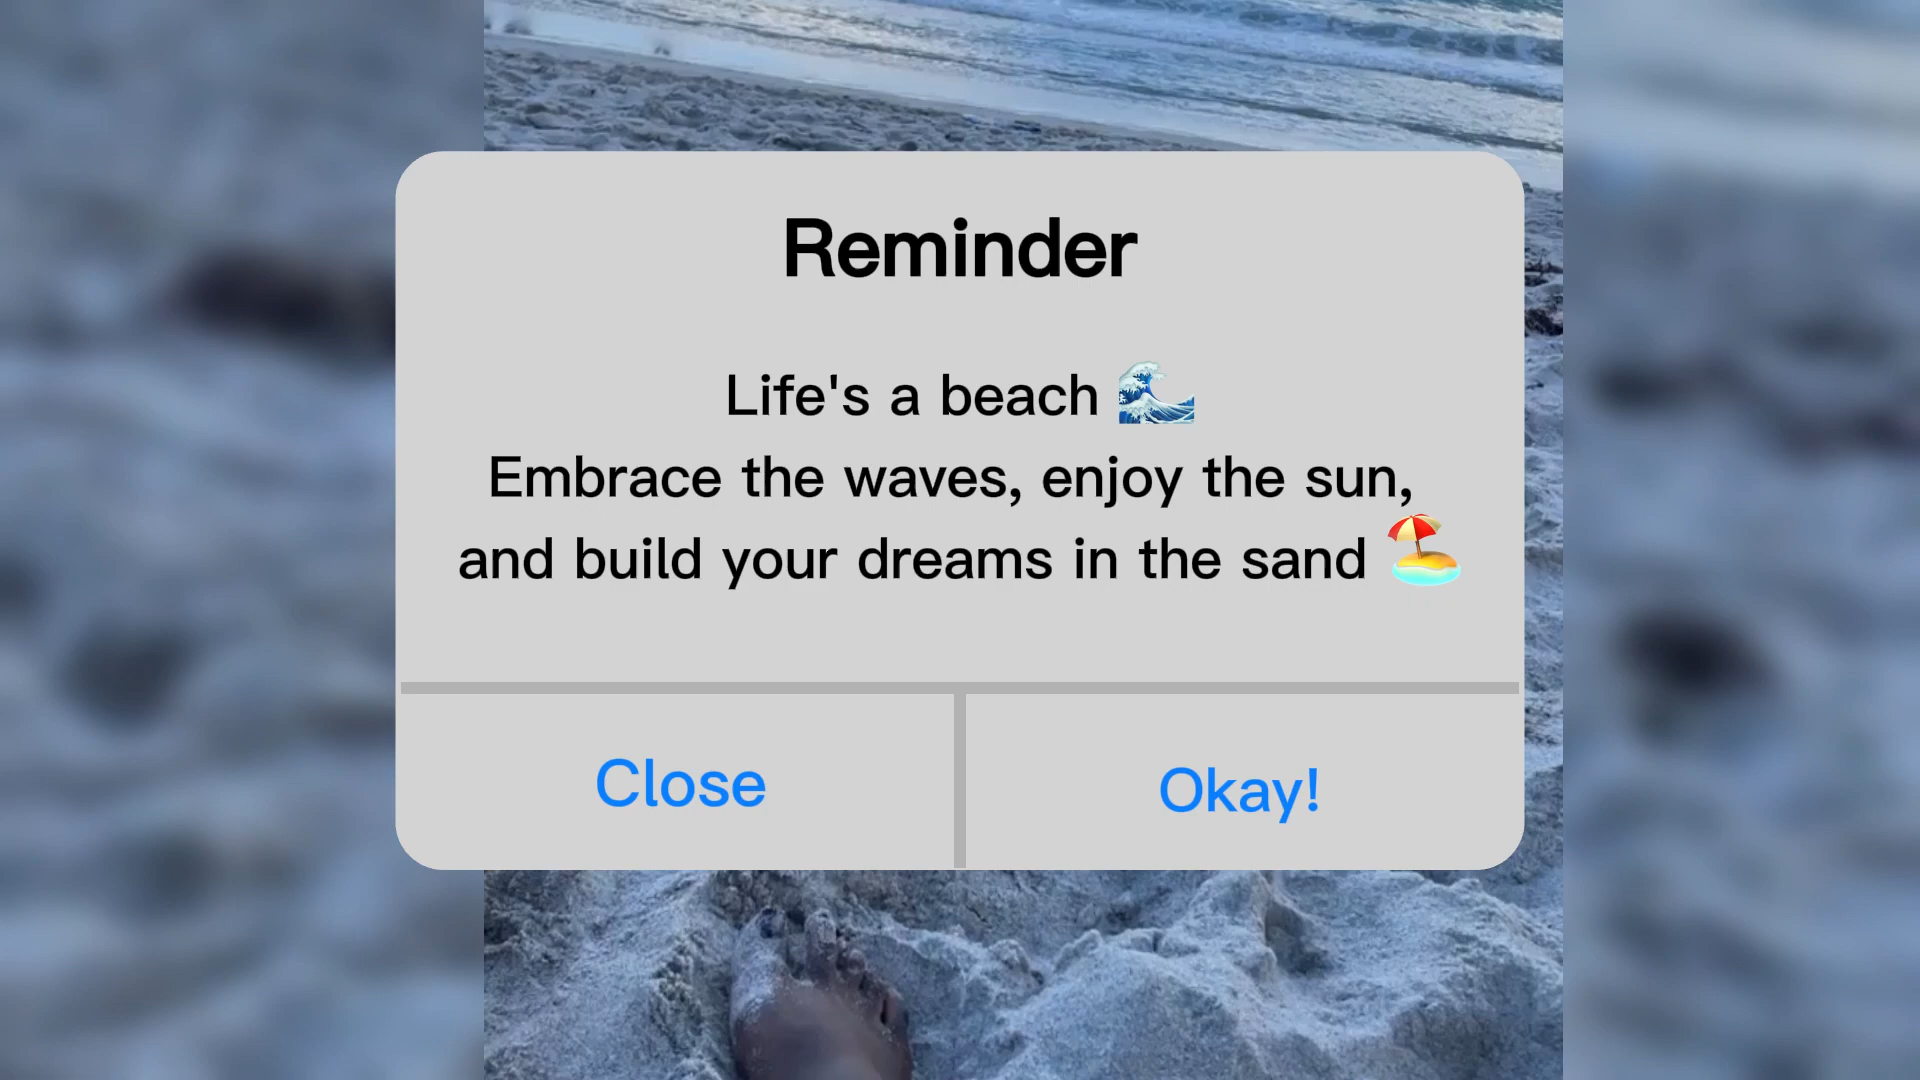 Reminder
Life's a beach 🌊
Embrace the waves, enjoy the sun,
and build your dreams in the sand 🏖️
Close
Okay!